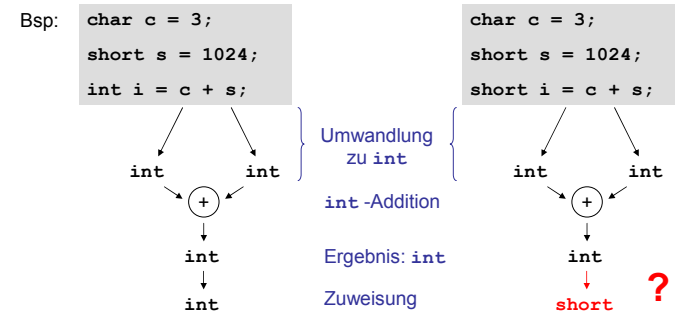 Bsp: char c = 3; char c = 3;
short s = 1024; short s = 1024;
int i = c + s; short i = c + s;
Umwandlung
zu int
int int int int
+ int -Addition +
int Ergebnis: int int
int Zuweisung short ?